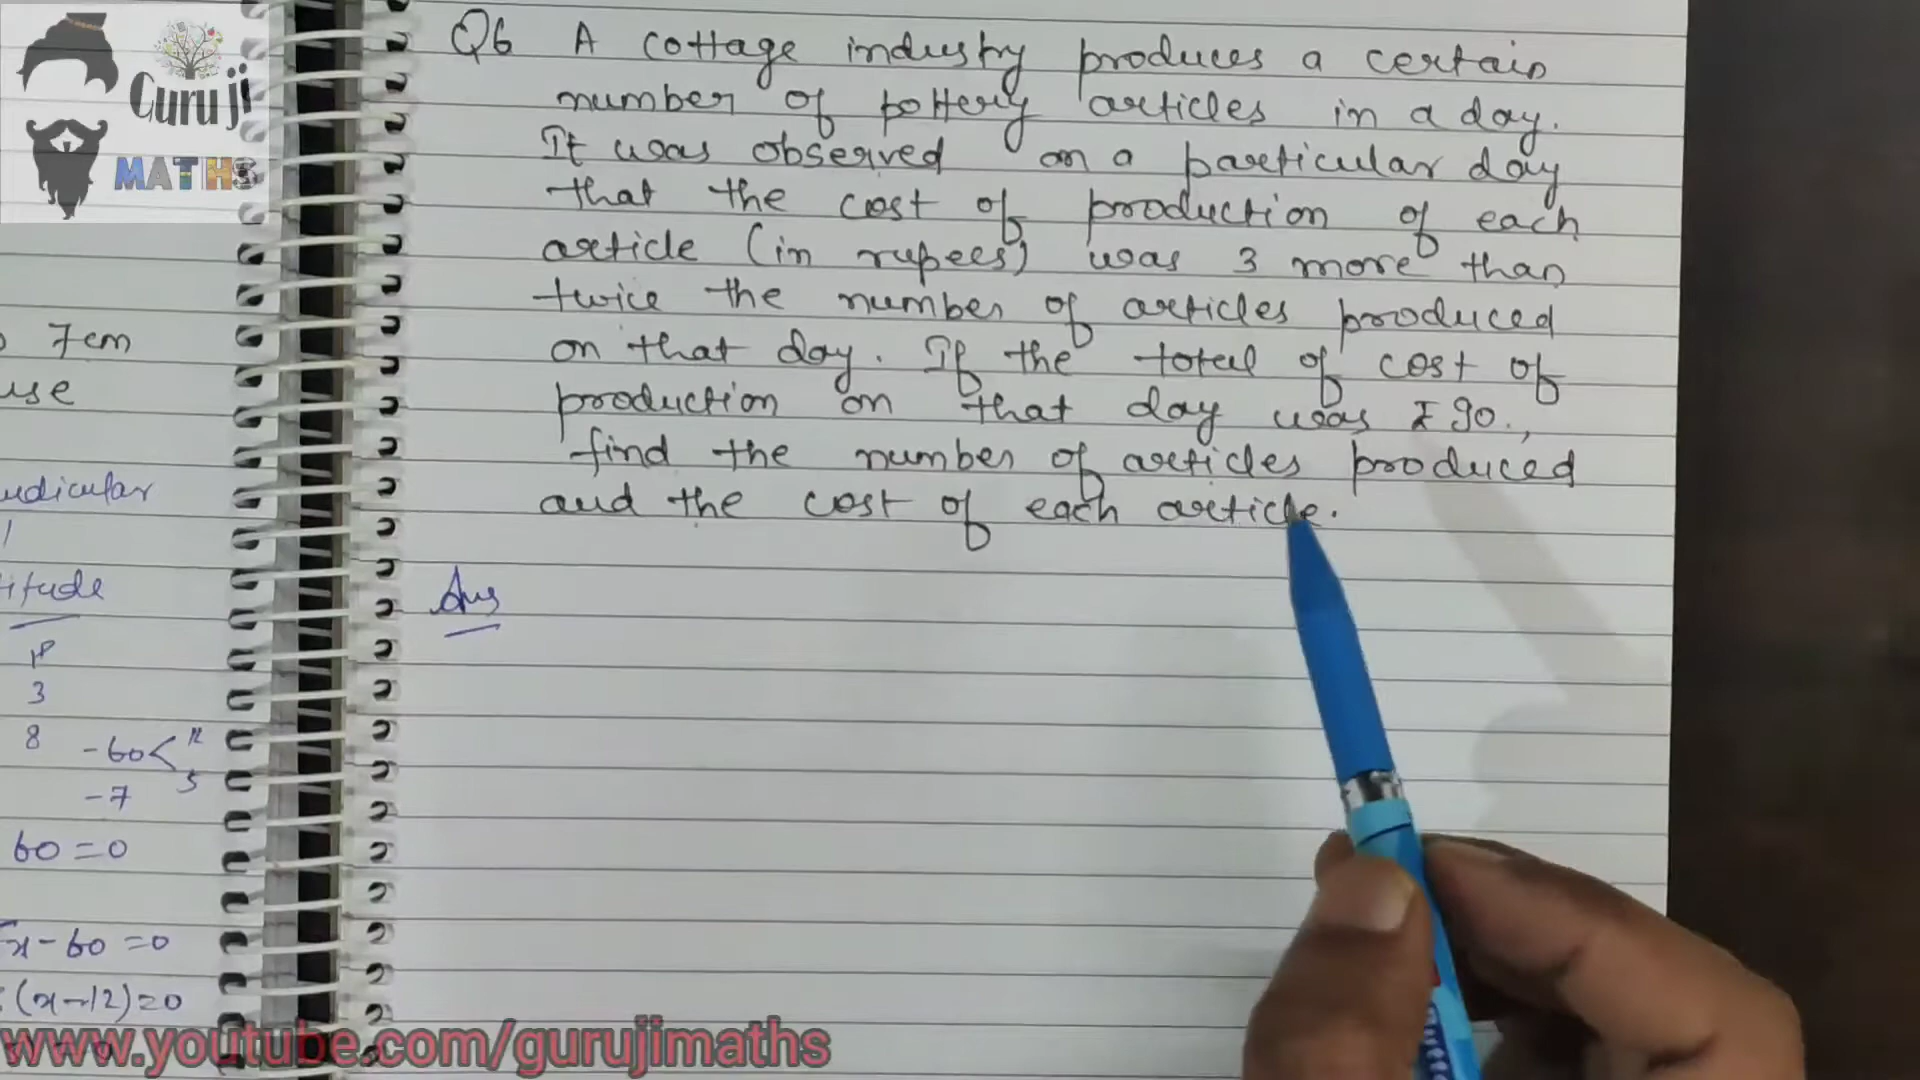 Guruji
MATHS
Q6 A cottage industry produces a certain
number of pottery articles in a day.
It was observed on a particular day
that the cost of production of each
article (in rupees) was 3 more than
twice the number of articles produced
on that day. If the total of cost of
production on that day was ₹ 90.,
find the number of articles produced
and the cost of each article.
Ans
7cm
use
udicular
itude
3
8 -60< 12
5
-7
60 = 0
5x - 60 = 0
(x-12)=0
www.youtube.com/gurujimaths